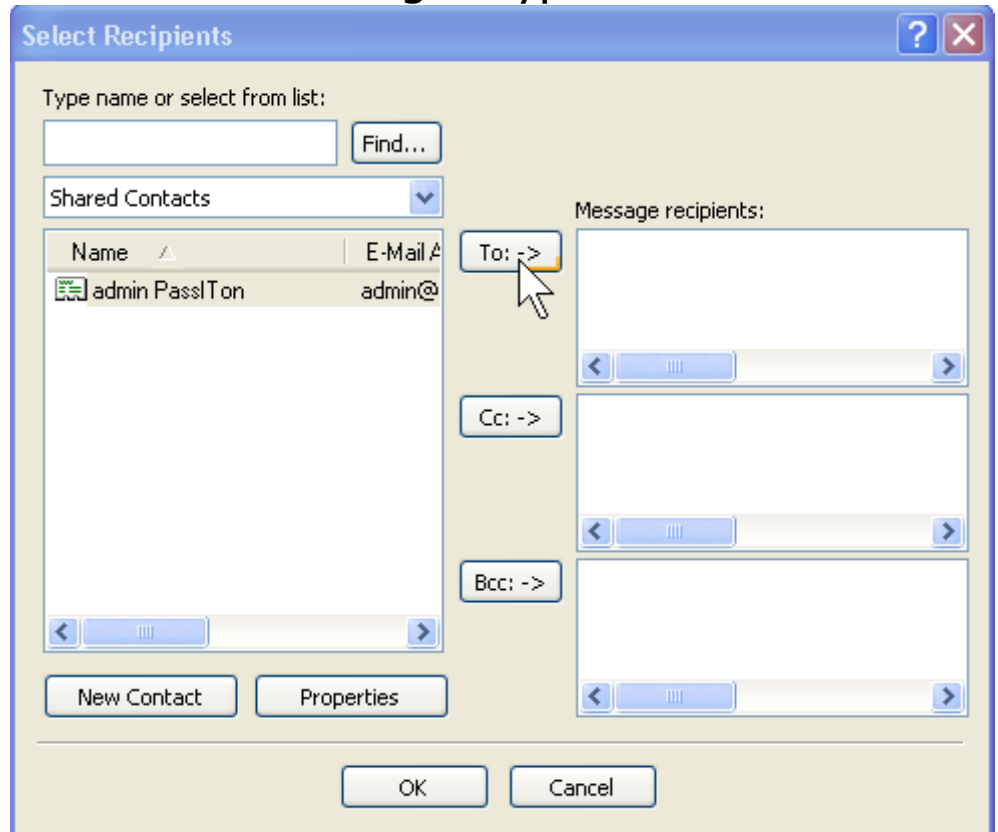 Select Recipients
Type name or select from list:
Find...
Shared Contacts
Message recipients:
Name E-Mail A
To: ->
admin PassITon admin@
Cc: ->
Bcc: ->
New Contact Properties
OK Cancel